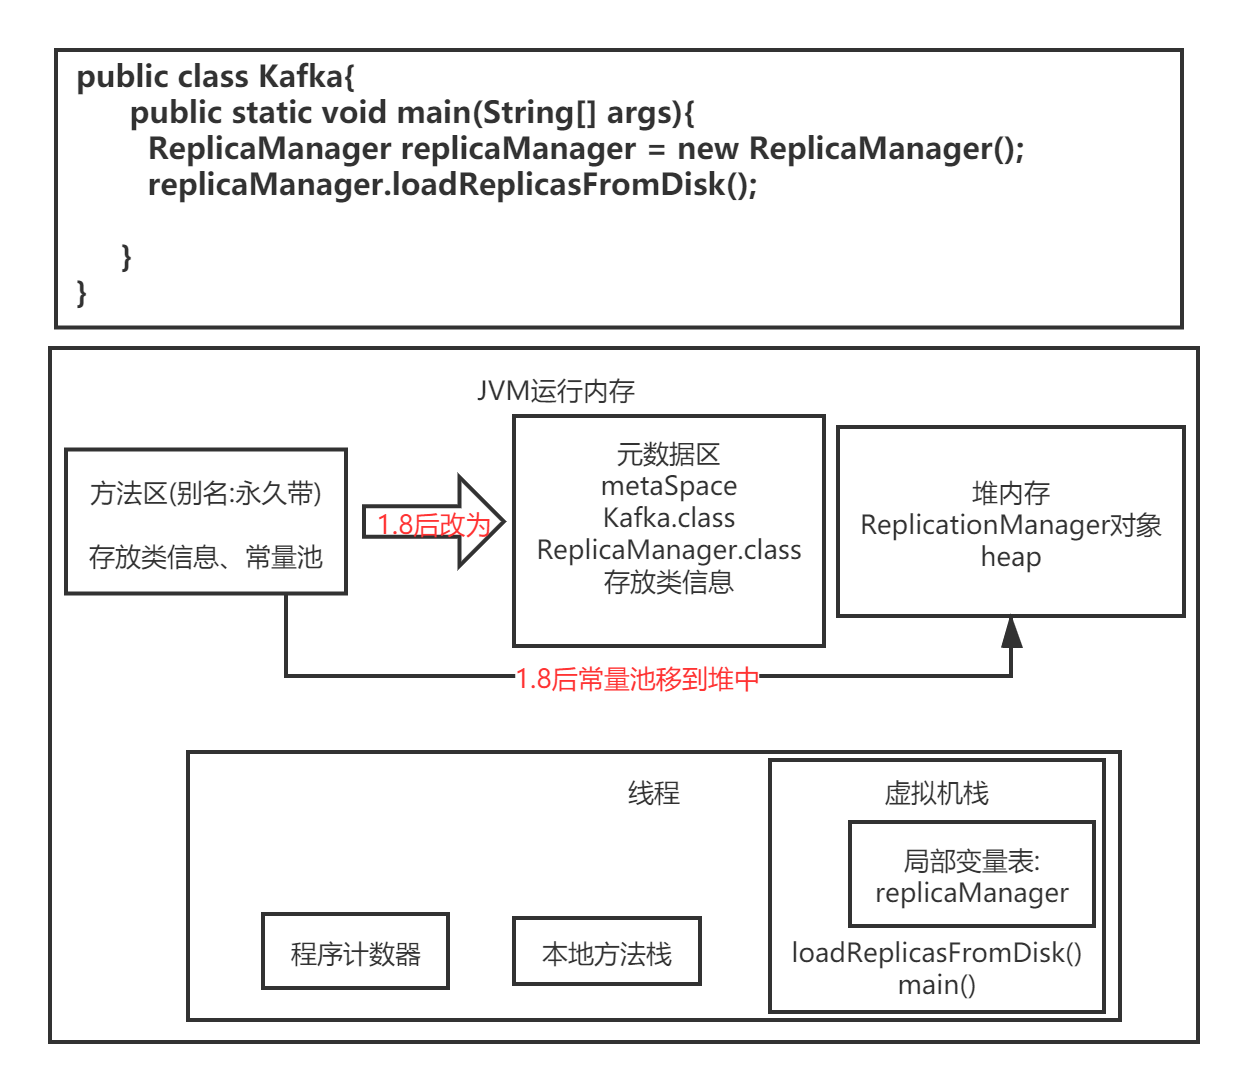 public class Kafka{
public static void main(String[] args){
ReplicaManager replicaManager = new ReplicaManager();
replicaManager.loadReplicasFromDisk();
}
}
JVM运行内存
方法区(别名:永久带)
存放类信息、常量池
1.8后改为
元数据区
metaSpace
Kafka.class
ReplicaManager.class
存放类信息
堆内存
ReplicationManager对象
heap
1.8后常量池移到堆中
线程
虚拟机栈
局部变量表:
replicaManager
程序计数器
本地方法栈
loadReplicasFromDisk()
main()